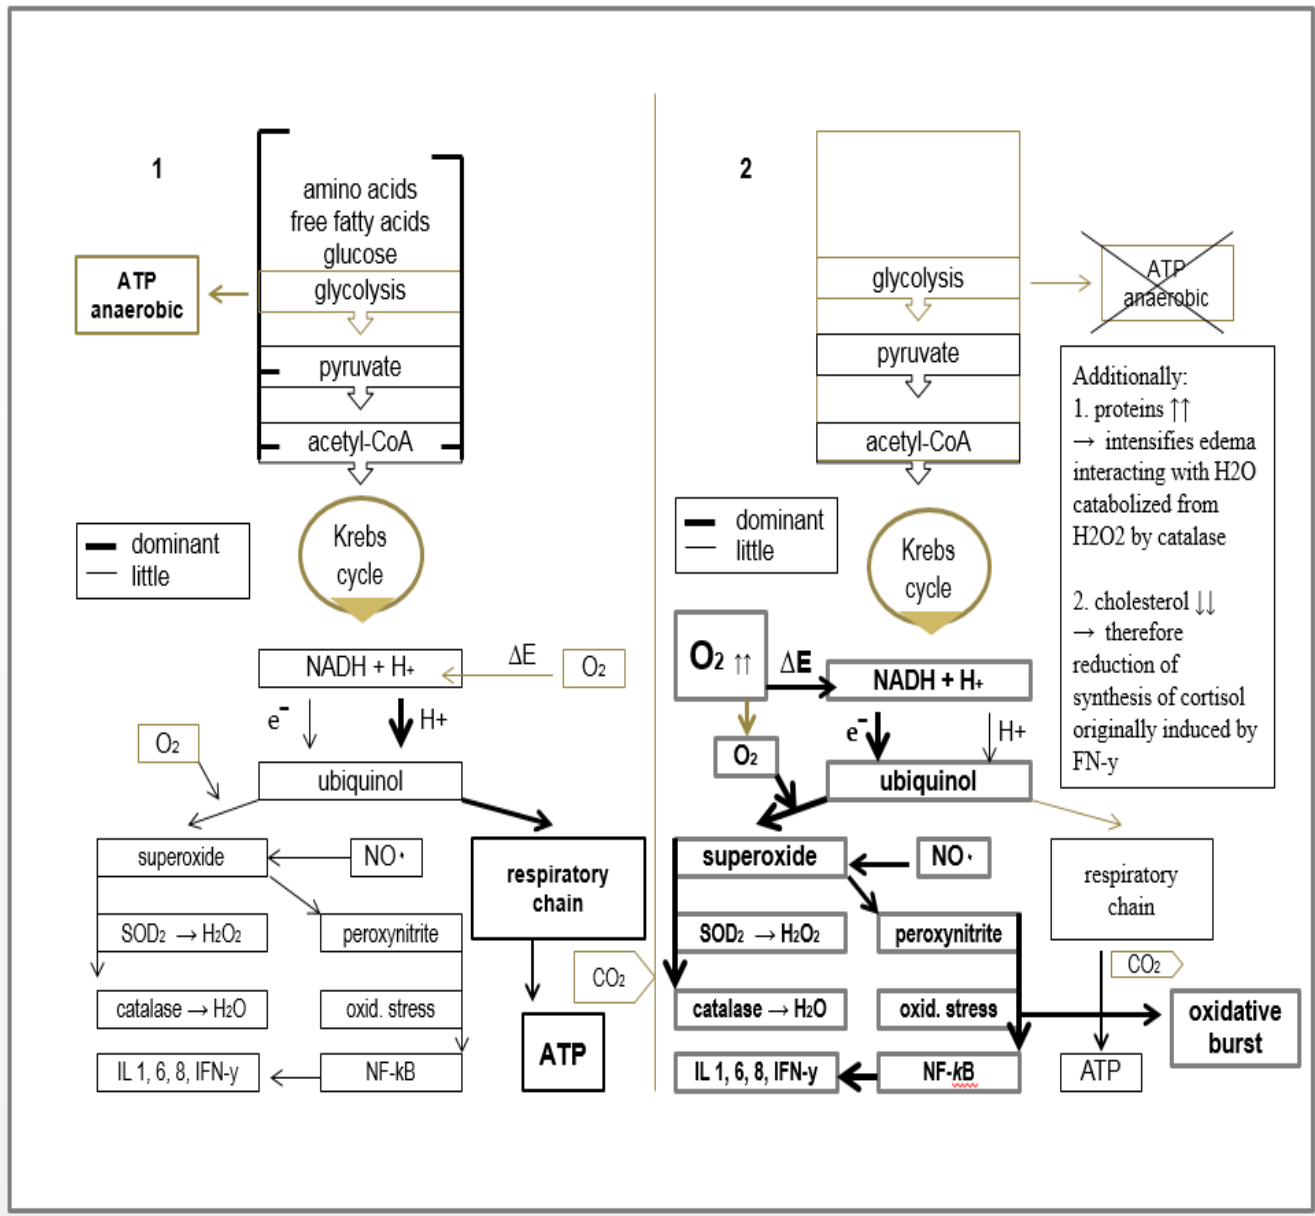 1
amino acids
free fatty acids
glucose
glycolysis
ATP
anaerobic
pyruvate
acetyl-CoA
Krebs
cycle
dominant
little
NADH + H+
ΔE
O2
e-
H+
O2
ubiquinol
superoxide
NO•
respiratory
chain
SOD2 → H2O2
peroxynitrite
CO2
catalase → H2O
oxid. stress
ATP
IL 1, 6, 8, IFN-y
NF-kB
2
glycolysis
ATP
anaerobic
pyruvate
acetyl-CoA
Additionally:
1. proteins ↑↑
→ intensifies edema
interacting with H2O
catabolized from
H2O2 by catalase
2. cholesterol ↓↓
→ therefore
reduction of
synthesis of cortisol
originally induced by
FN-y
dominant
little
Krebs
cycle
O2 ↑↑
ΔE
NADH + H+
e-
H+
O2
ubiquinol
superoxide
NO•
respiratory
chain
SOD2 → H2O2
peroxynitrite
CO2
catalase → H2O
oxid. stress
oxidative
burst
IL 1, 6, 8, IFN-y
NF-kB
ATP